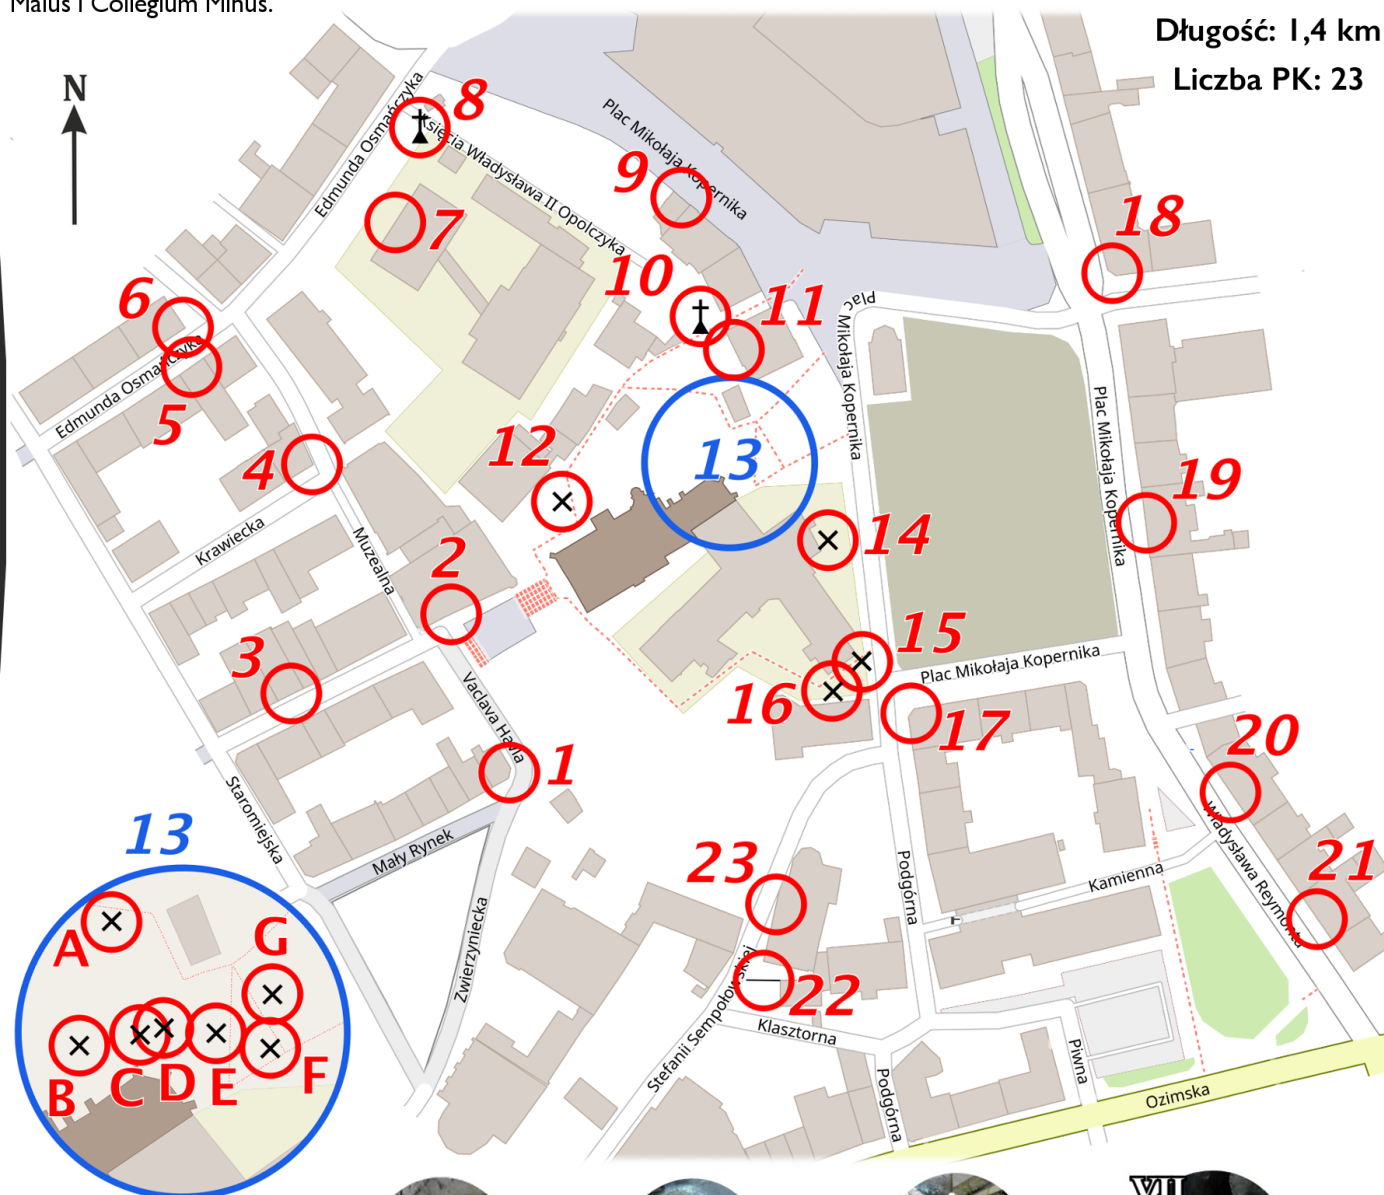 Maius i Collegium Minus.
Długość: 1,4 km
Liczba PK: 23
N
8
Edmunda Osmańczyka
Księcia Władysława II Opolczyka
Plac Mikołaja Kopernika
9
7
18
10
11
6
Plac Mikołaja Kopernika
Edmunda Osmańczyka
5
Plac Mikołaja Kopernika
4
12
13
19
Krawiecka
Muzealna
14
2
3
15
Plac Mikołaja Kopernika
16
17
Vaclava Havla
1
20
Staromiejska
13
Mały Rynek
Władysława Reymonta
23
21
Podgórna
Kamienna
A
G
Zwierzyniecka
Stefanii Sempołowskiej
22
Klasztorna
B
C
D
E
F
Piwna
Podgórna
Ozimska
VII